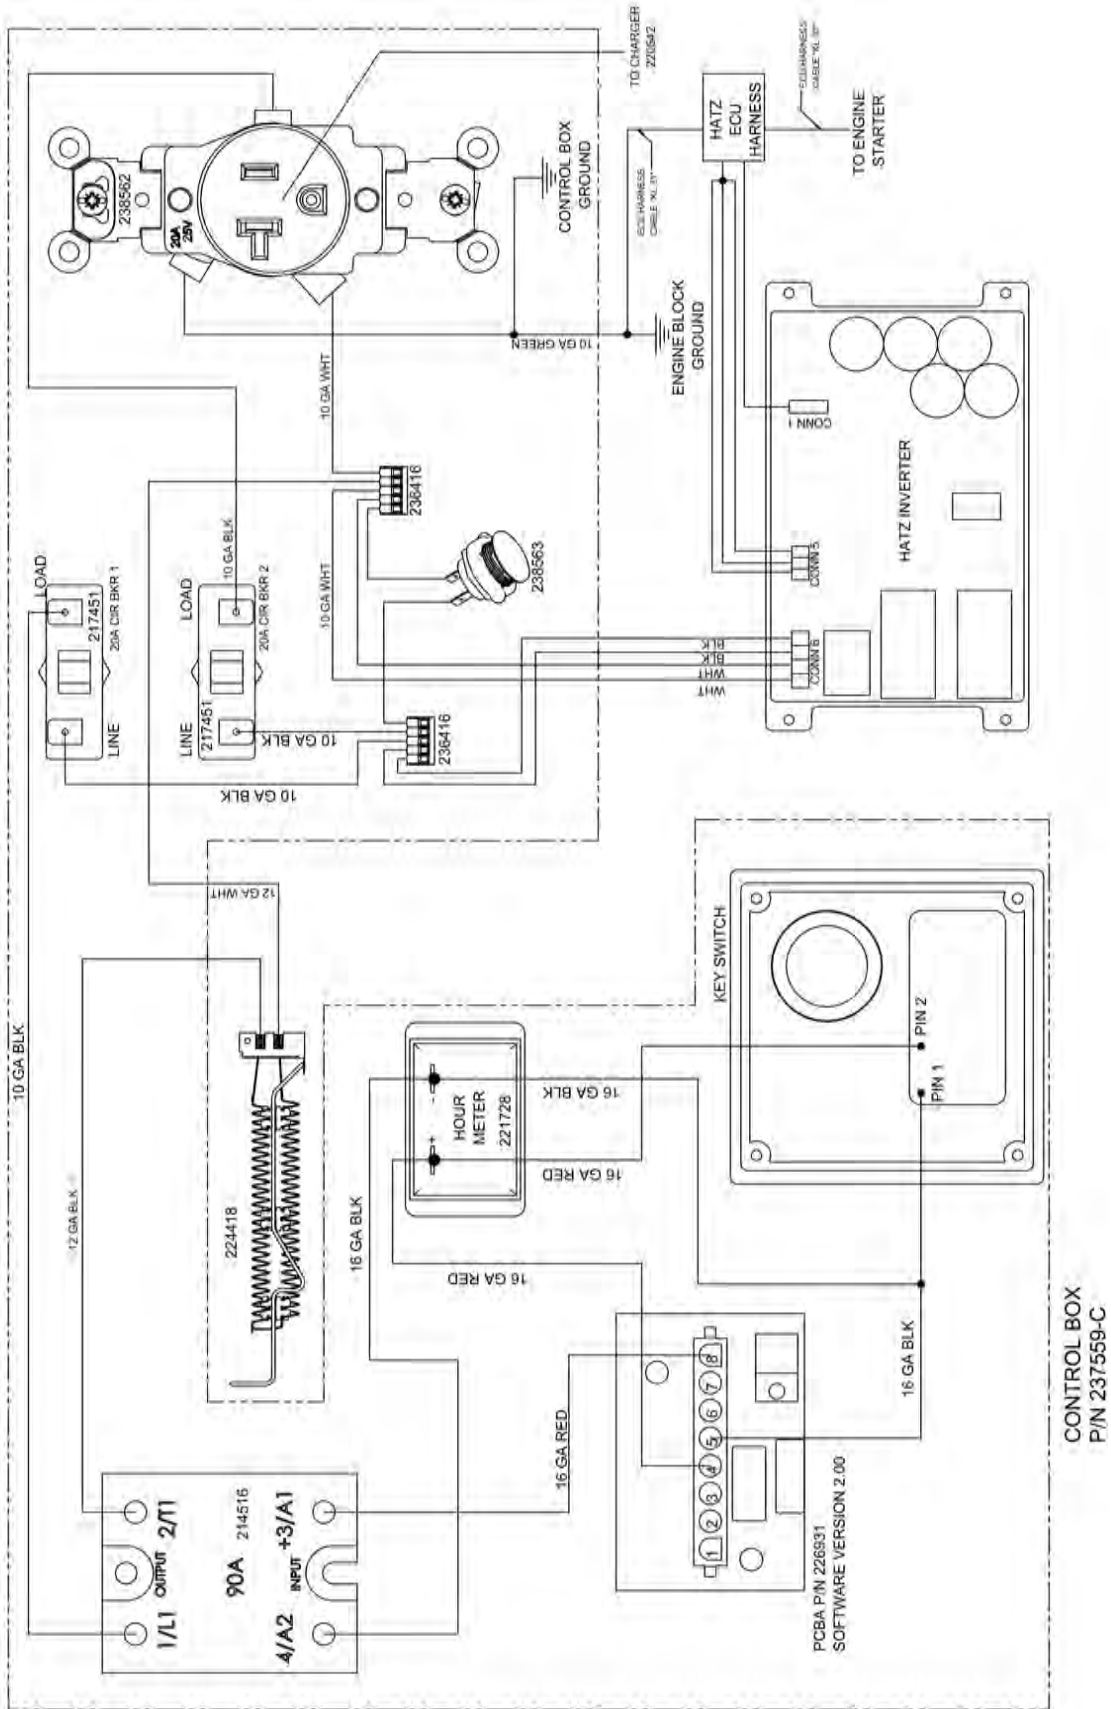 TO CHARGER
220542
HATZ
ECU
HARNESS
TO ENGINE
STARTER
238562
20A
25V
CONTROL BOX
GROUND
ENGINE BLOCK
GROUND
10 GA GREEN
10 GA WHT
10 GA BLK
LOAD
217451
20A CIR BKR 1
LINE
LOAD
20A CIR BKR 2
217451
LINE
10 GA BLK
10 GA BLK
236416
10 GA WHT
238563
236416
CONN 1
HATZ INVERTER
CONN 5
CONN 6
BLK
BLK
WHT
WHT
12 GA WHT
10 GA BLK
12 GA BLK
224418
16 GA BLK
HOUR
METER
221728
- +
16 GA BLK
16 GA RED
16 GA RED
KEY SWITCH
PIN 2
PIN 1
16 GA BLK
16 GA RED
1 2 3 4 5 6 7 8
PCBA P/N 226931
SOFTWARE VERSION 2.00
1/L1 OUTPUT 2/T1
90A 214516
4/A2 INPUT +3/A1
CONTROL BOX
P/N 237559-C